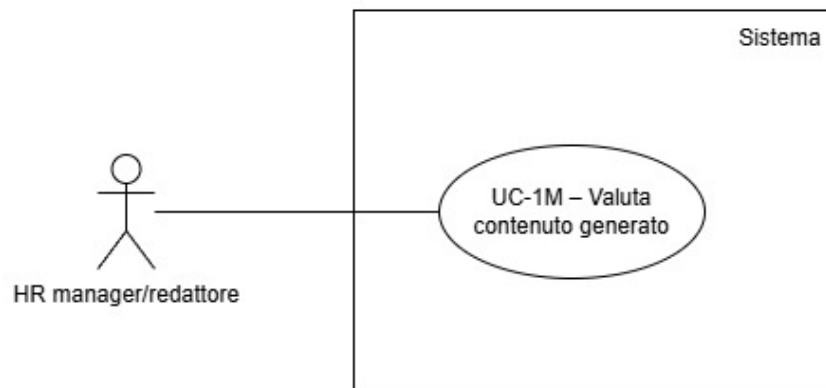 Sistema
UC-1M – Valuta
contenuto generato
HR manager/redattore